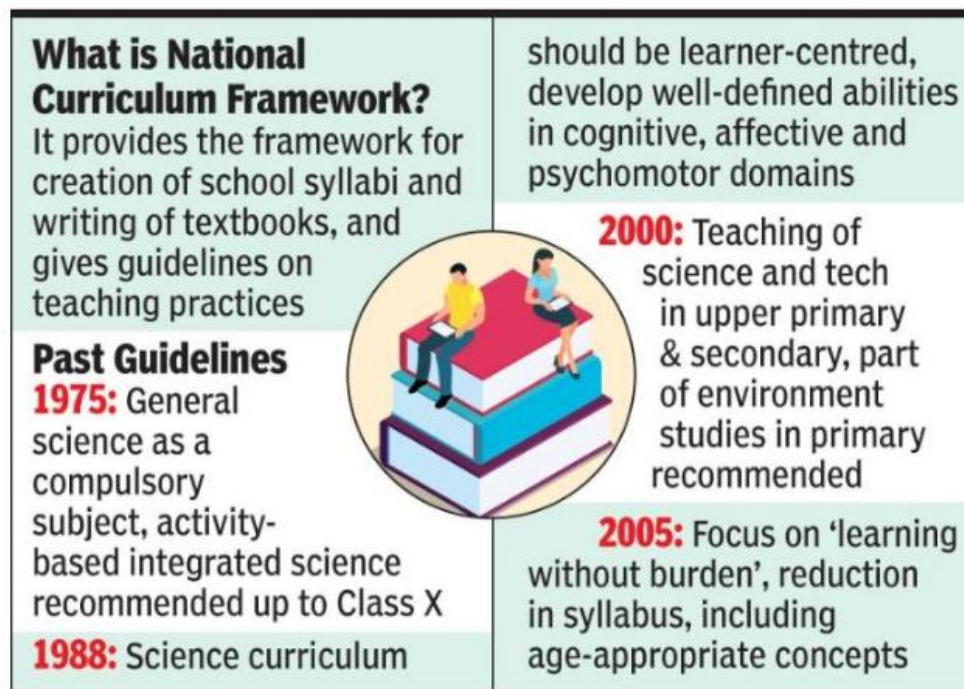 What is National
Curriculum Framework?
It provides the framework for
creation of school syllabi and
writing of textbooks, and
gives guidelines on
teaching practices
Past Guidelines
1975: General
science as a
compulsory
subject, activity-
based integrated science
recommended up to Class X
1988: Science curriculum
should be learner-centred,
develop well-defined abilities
in cognitive, affective and
psychomotor domains
2000: Teaching of
science and tech
in upper primary
& secondary, part
of environment
studies in primary
recommended
2005: Focus on ‘learning
without burden’, reduction
in syllabus, including
age-appropriate concepts